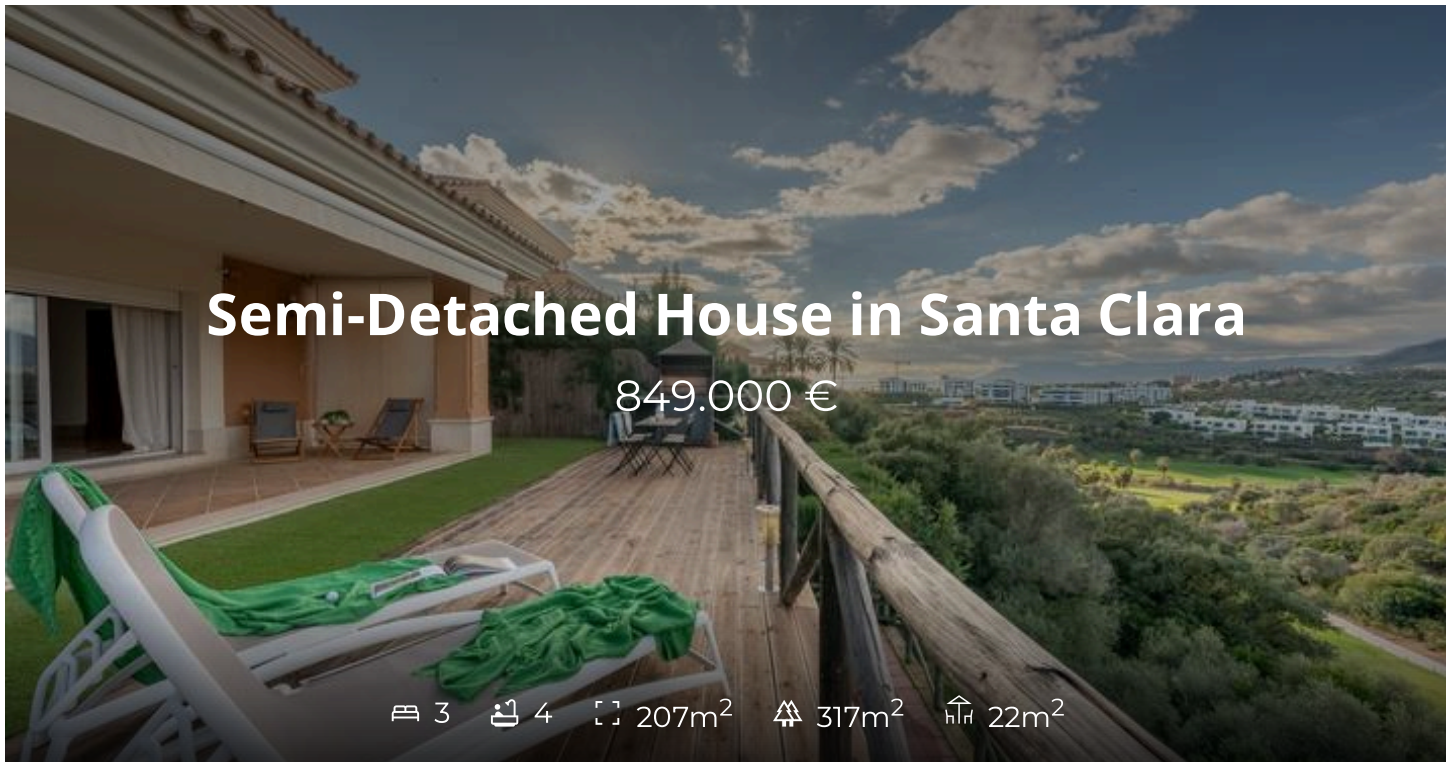 Semi-Detached House in Santa Clara
849.000 €
3 4 207m² 317m² 22m²